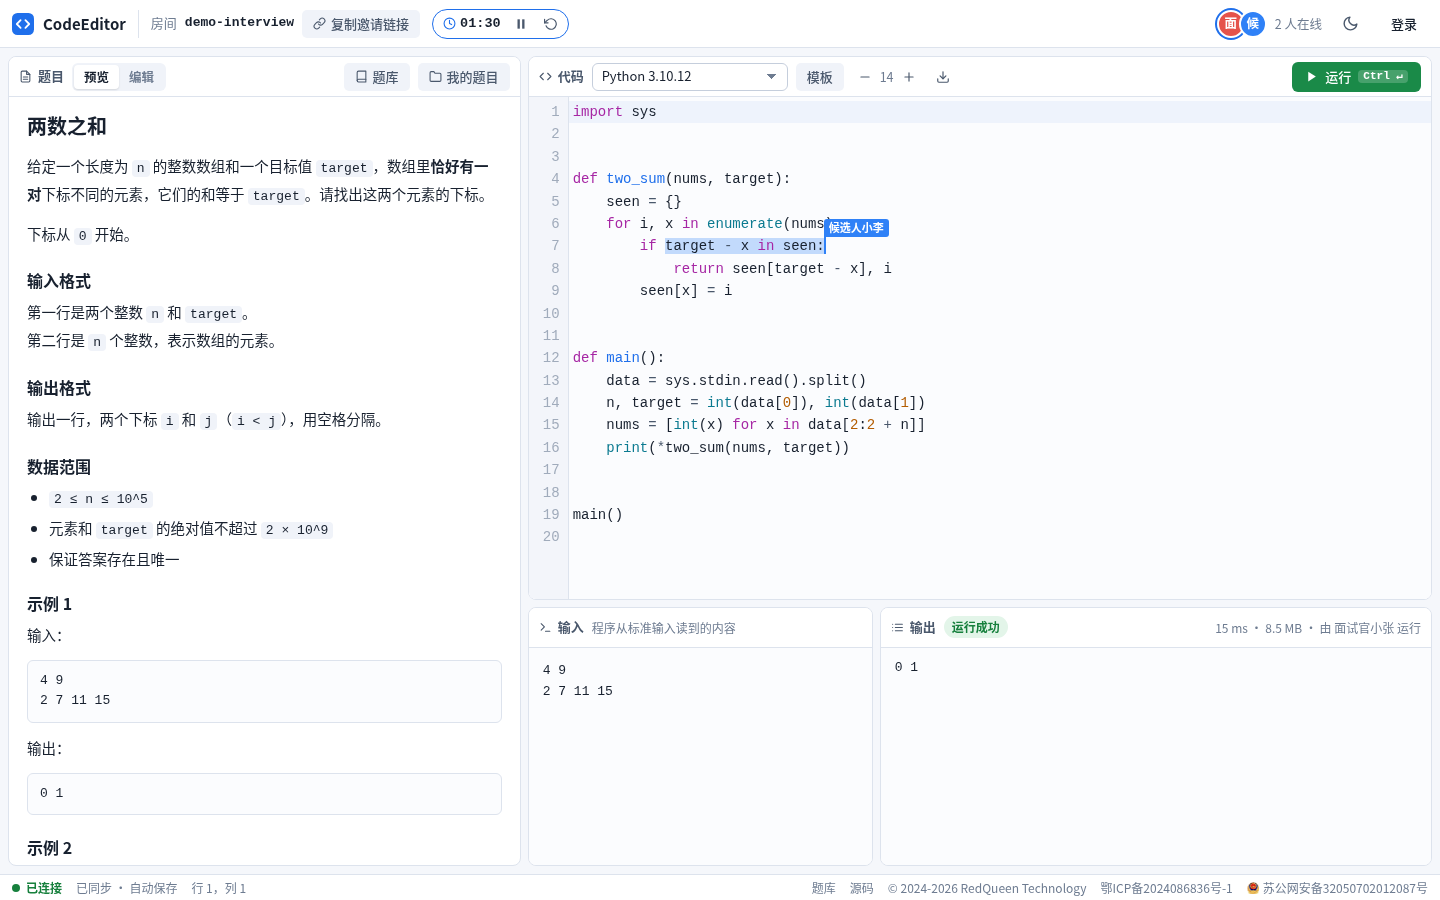 CodeEditor 房间 demo-interview 复制邀请链接 01:30 面 候 2 人在线 登录
题目 预览 编辑 题库 我的题目
两数之和
给定一个长度为 n 的整数数组和一个目标值 target，数组里恰好有一
对下标不同的元素，它们的和等于 target。请找出这两个元素的下标。
下标从 0 开始。
输入格式
第一行是两个整数 n 和 target。
第二行是 n 个整数，表示数组的元素。
输出格式
输出一行，两个下标 i 和 j（i < j），用空格分隔。
数据范围
2 ≤ n ≤ 10^5
元素和 target 的绝对值不超过 2 × 10^9
保证答案存在且唯一
示例 1
输入：
4 9
2 7 11 15
输出：
0 1
示例 2
代码 Python 3.10.12 模板 14 运行 Ctrl ↵
1 import sys
2
3
4 def two_sum(nums, target):
5     seen = {}
6     for i, x in enumerate(nums)
候选人小李
7         if target - x in seen:
8             return seen[target - x], i
9         seen[x] = i
10
11
12 def main():
13     data = sys.stdin.read().split()
14     n, target = int(data[0]), int(data[1])
15     nums = [int(x) for x in data[2:2 + n]]
16     print(*two_sum(nums, target))
17
18
19 main()
20
输入 程序从标准输入读到的内容
4 9
2 7 11 15
输出 运行成功 15 ms · 8.5 MB · 由 面试官小张 运行
0 1
已连接 已同步 · 自动保存 行 1，列 1 题库 源码 © 2024-2026 RedQueen Technology 鄂ICP备2024086836号-1 苏公网安备32050702012087号